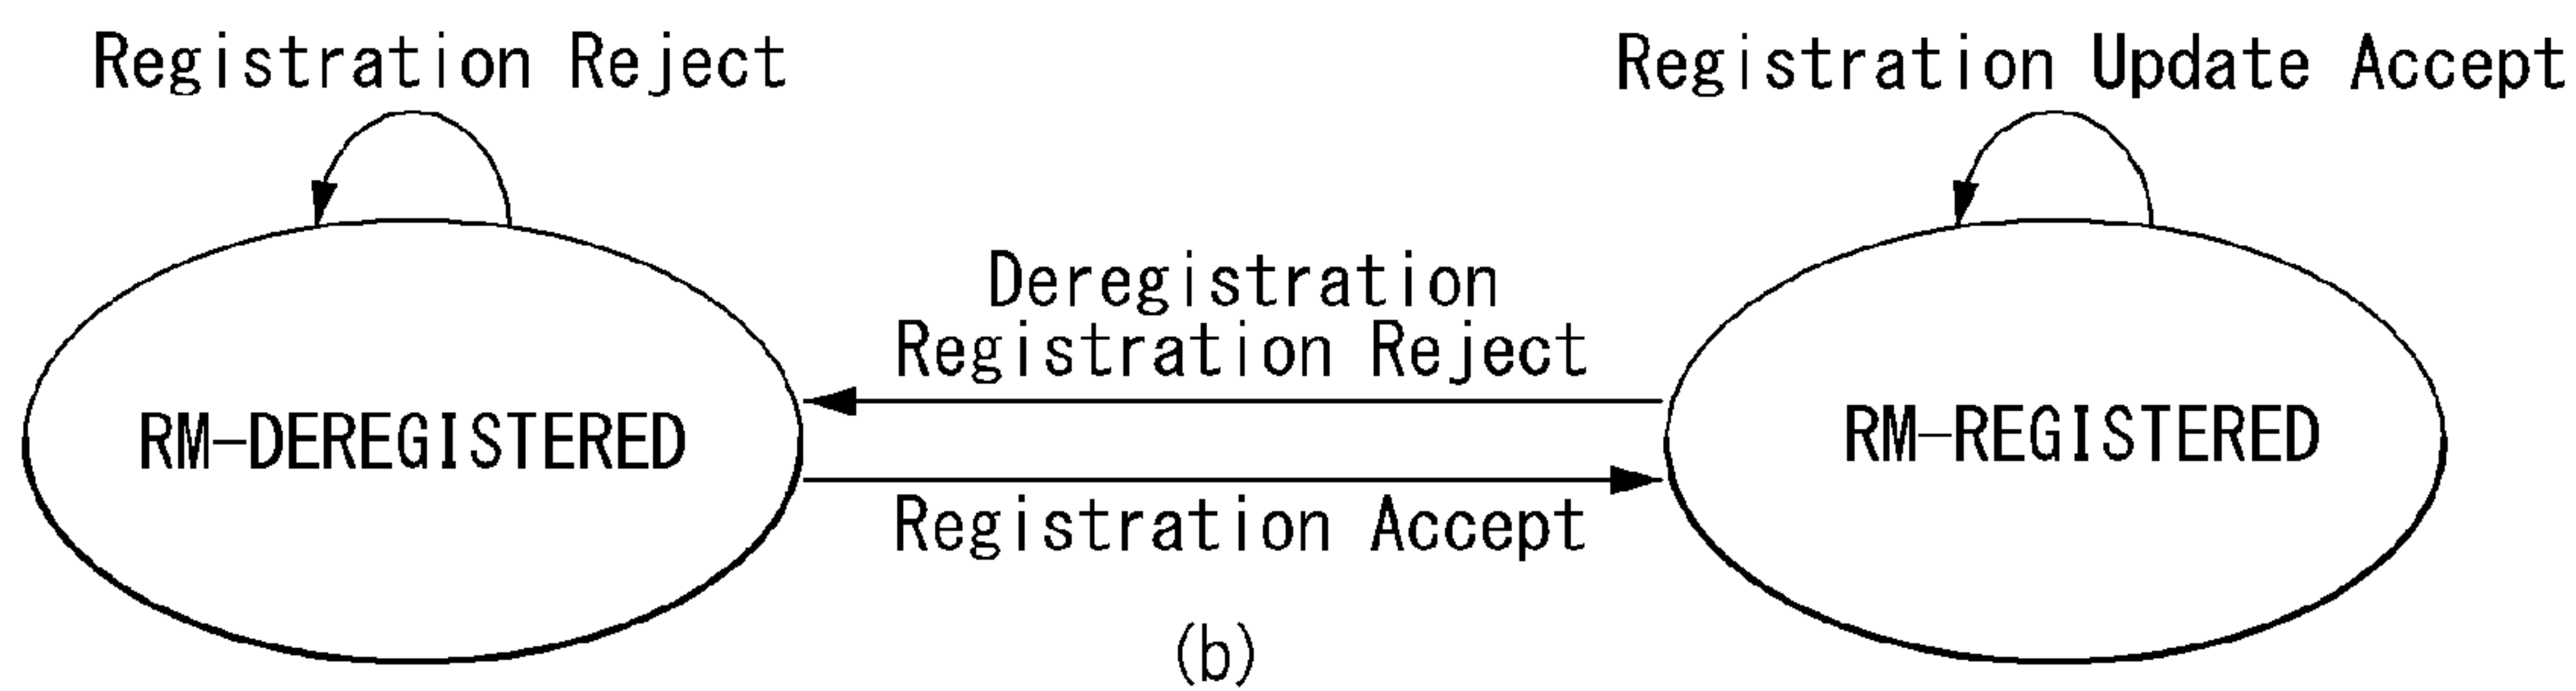 Registration Reject
Registration Update Accept
Deregistration
Registration Reject
RM-DEREGISTERED
RM-REGISTERED
Registration Accept
(b)